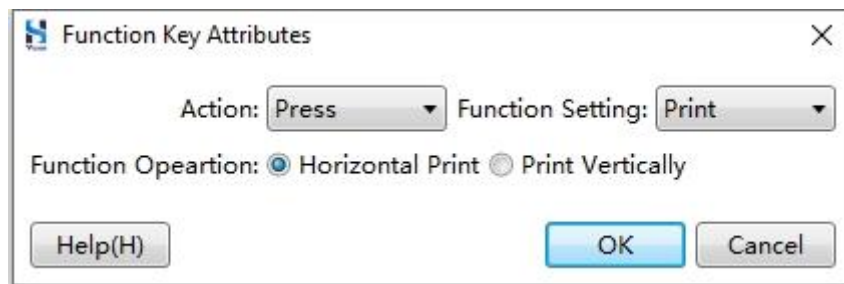 Function Key Attributes
Action: Press Function Setting: Print
Function Opeartion: Horizontal Print Print Vertically
Help(H) OK Cancel